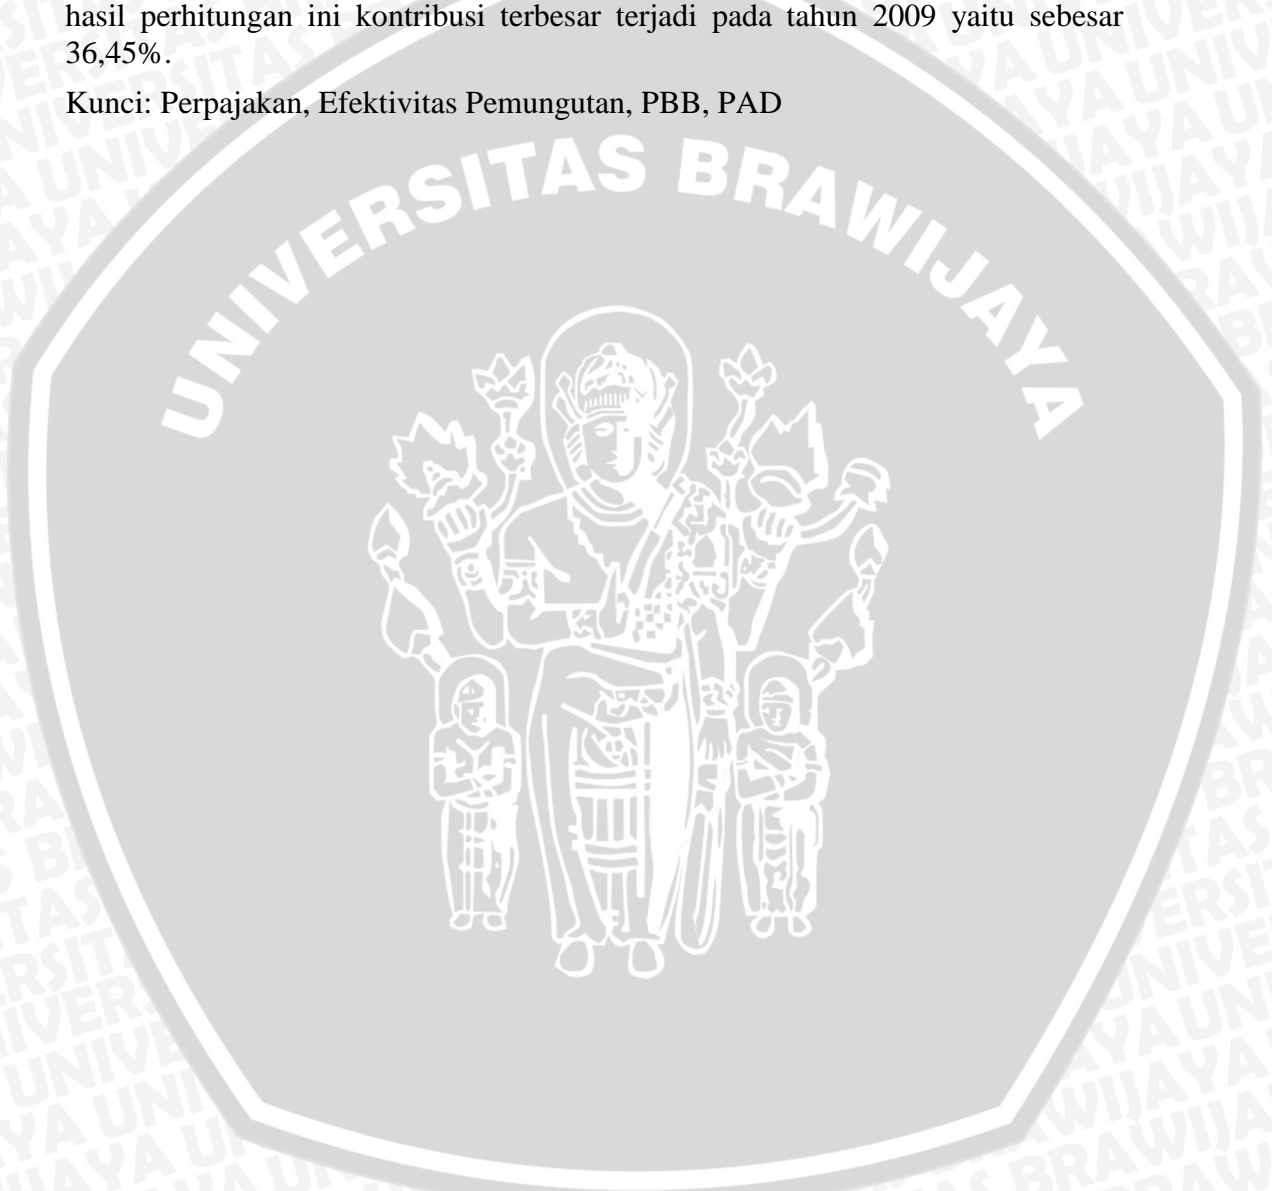 hasil perhitungan ini kontribusi terbesar terjadi pada tahun 2009 yaitu sebesar
36,45%.
Kunci: Perpajakan, Efektivitas Pemungutan, PBB, PAD
UNIVERSITAS BRAWIJAYA